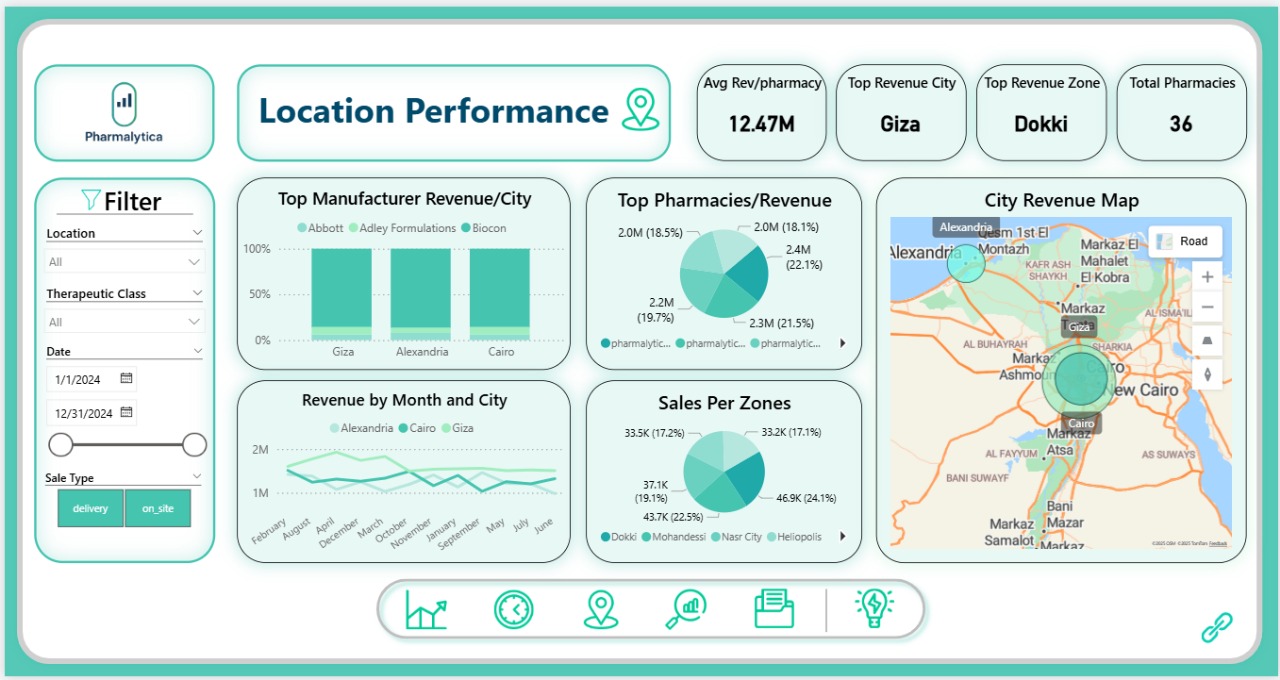 Pharmalytica
Location Performance
Avg Rev/pharmacy
12.47M
Top Revenue City
Giza
Top Revenue Zone
Dokki
Total Pharmacies
36
Filter
Location
All
Therapeutic Class
All
Date
1/1/2024
12/31/2024
Sale Type
delivery
on_site
Top Manufacturer Revenue/City
Abbott Adley Formulations Biocon
100%
50%
0%
Giza Alexandria Cairo
Top Pharmacies/Revenue
2.0M (18.5%)
2.0M (18.1%)
2.4M
(22.1%)
2.2M
(19.7%)
2.3M (21.5%)
pharmalytic... pharmalytic... pharmalytic...
Revenue by Month and City
Alexandria Cairo Giza
2M
1M
February August April December March October November January September May July June
Sales Per Zones
33.5K (17.2%)
33.2K (17.1%)
37.1K
(19.1%)
46.9K (24.1%)
43.7K (22.5%)
Dokki Mohandessi Nasr City Heliopolis
City Revenue Map
Road
Alexandria
Qesm 1st El
Montazh
Alexandria
Markaz El
Mahalet
El Kobra
KAFR ASH
SHAYKH
Markaz
AL ISMA'IL
Giza
AL BUHAYRAH
SHARKIA
Markaz
Ashmoun
Cairo
New Cairo
Cairo
Markaz
Atsa
AL FAYYUM
AS SUWAYS
BANI SUWAYF
Bani
Mazar
Markaz
Samalot
Markaz
Feedback